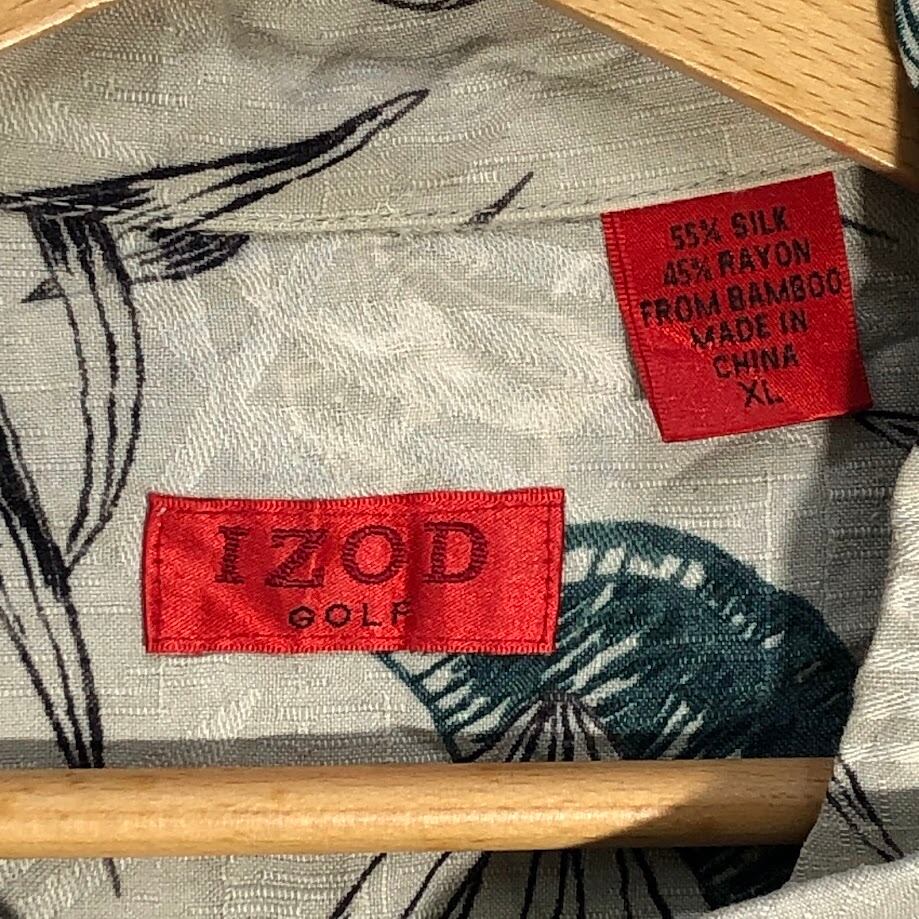 55% SILK
45% RAYON
FROM BAMBOO
MADE IN
CHINA
XL
IZOD
GOLF